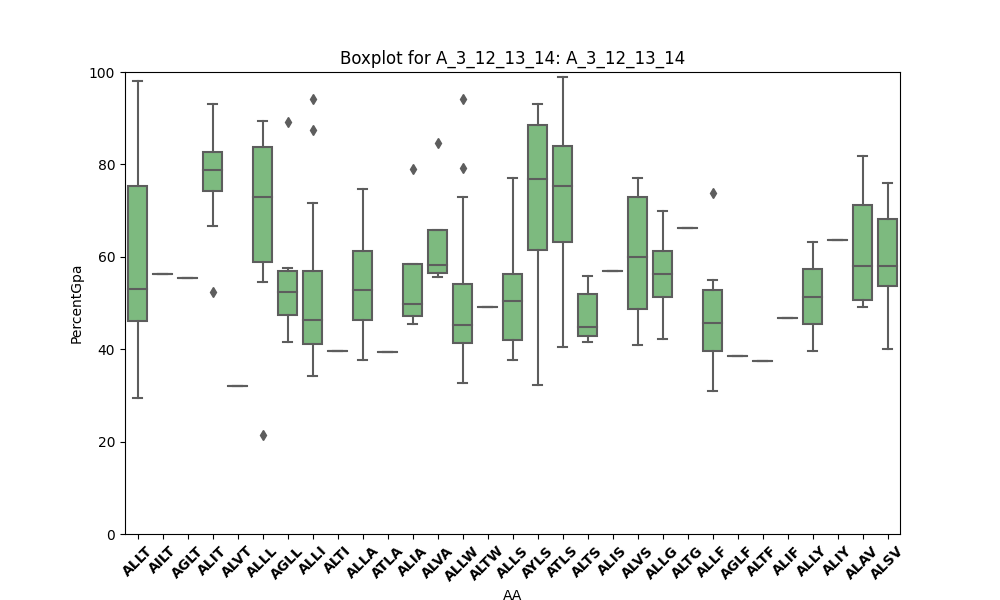 Boxplot for A_3_12_13_14: A_3_12_13_14
100
80
60
40
20
0
PercentGpa
ALLT AILT AGLT ALIT ALVT ALLL AGLL ALLI ALTI ALLA ATLA ALIA ALVA ALLW ALTW ALLS AYLS ATLS ALTS ALIS ALVS ALLG ALTG ALLF AGLF ALTF ALIF ALLY ALIY ALAV ALSV
AA